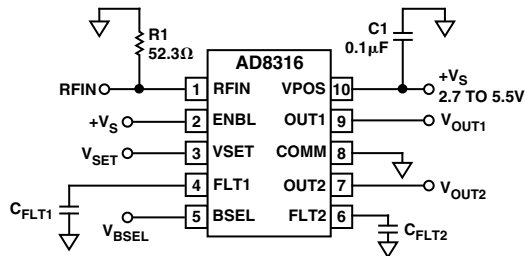 R1
52.3Ω
C1
0.1µF
AD8316
RFIN 1 RFIN VPOS 10 +VS
2.7 TO 5.5V
+VS 2 ENBL OUT1 9 VOUT1
VSET 3 VSET COMM 8
4 FLT1 OUT2 7 VOUT2
CFLT1
VBSEL 5 BSEL FLT2 6 CFLT2